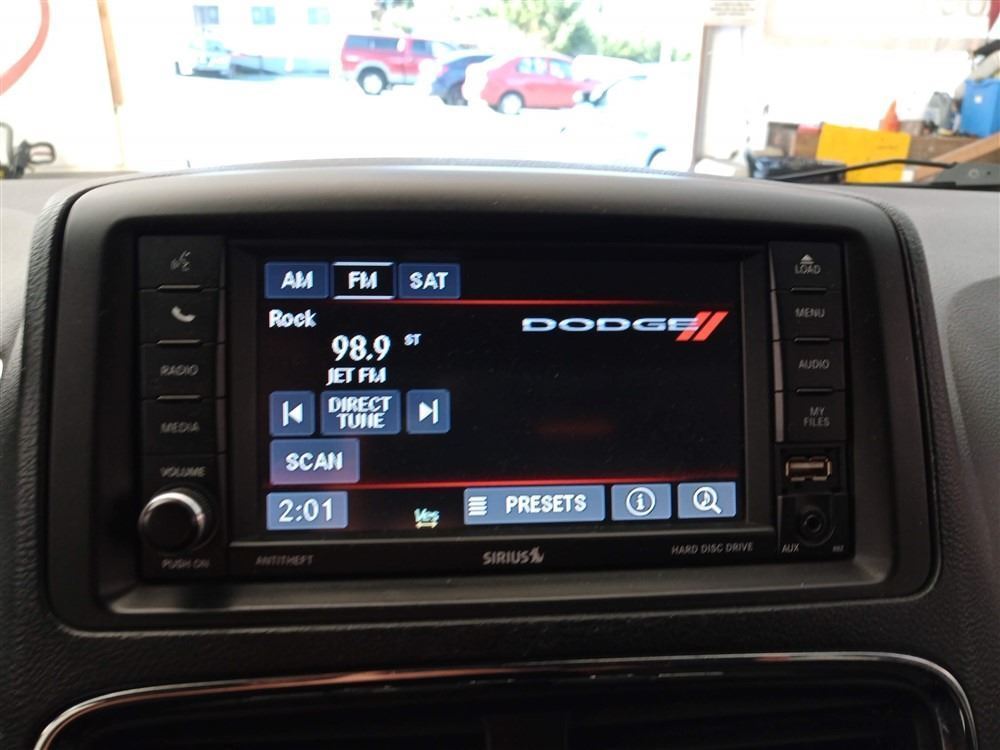 AM FM SAT
Rock
98.9 ST
JET FM
DODGE
DIRECT
TUNE
SCAN
2:01
Yes
PRESETS
RADIO
MEDIA
VOLUME
PUSH ON
LOAD
MENU
AUDIO
MY
FILES
AUX
ANTITHEFT
SIRIUS
HARD DISC DRIVE